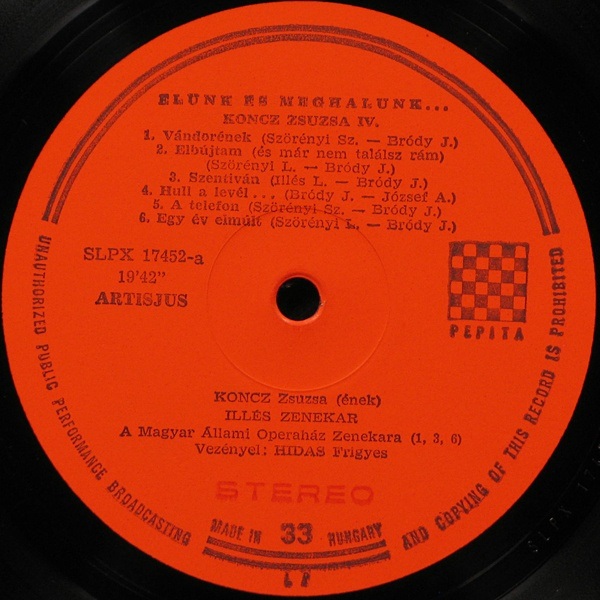 ÉLÜNK ÉS MEGHALUNK...
KONCZ ZSUZSA IV.
1. Vándorének (Szörényi Sz. — Bródy J.)
2. Elbújtam (és már nem találsz rám)
(Szörényi L. — Bródy J.)
3. Szentiván (Illés L. — Bródy J.)
4. Hull a levél... (Bródy J. — József A.)
5. A telefon (Szörényi Sz. — Bródy J.)
6. Egy év elmúlt (Szörényi L. — Bródy J.)
SLPX 17452-a
19'42"
ARTISJUS
PEPITA
KONCZ Zsuzsa (ének)
ILLÉS ZENEKAR
A Magyar Állami Operaház Zenekara (1, 3, 6)
Vezényel: HIDAS Frigyes
STEREO
UNAUTHORIZED PUBLIC PERFORMANCE BROADCASTING
MADE IN 33 HUNGARY
AND COPYING OF THIS RECORD IS PROHIBITED
LP
SLPX